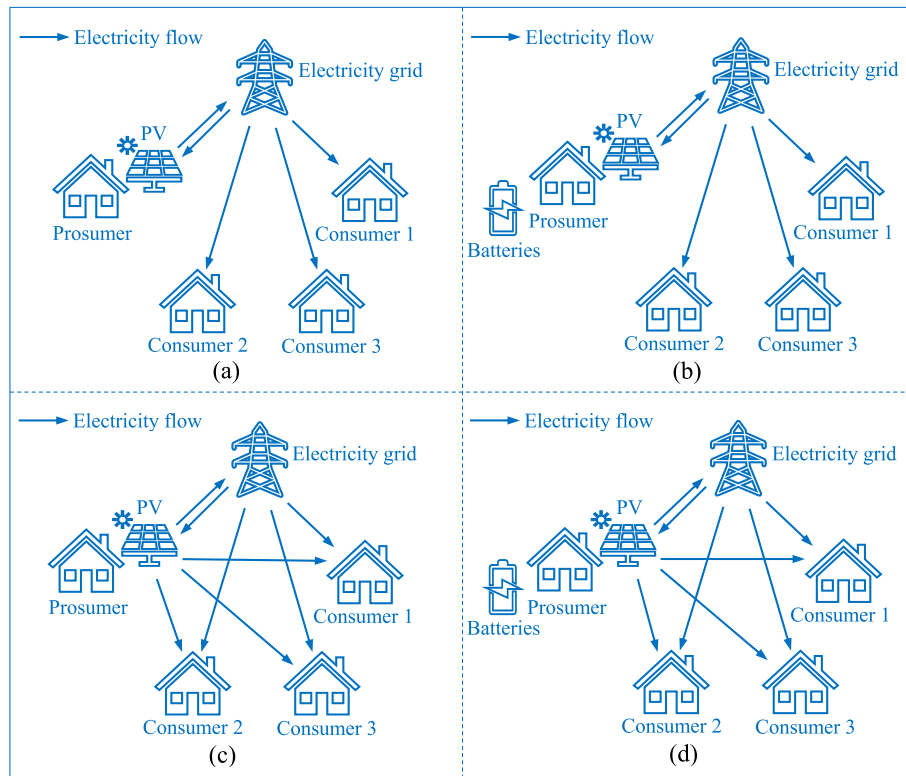 Electricity flow
Electricity grid
PV
Prosumer
Consumer 1
Consumer 2
Consumer 3
(a)
Electricity flow
Electricity grid
PV
Prosumer
Batteries
Consumer 1
Consumer 2
Consumer 3
(b)
Electricity flow
Electricity grid
PV
Prosumer
Consumer 1
Consumer 2
Consumer 3
(c)
Electricity flow
Electricity grid
PV
Prosumer
Batteries
Consumer 1
Consumer 2
Consumer 3
(d)